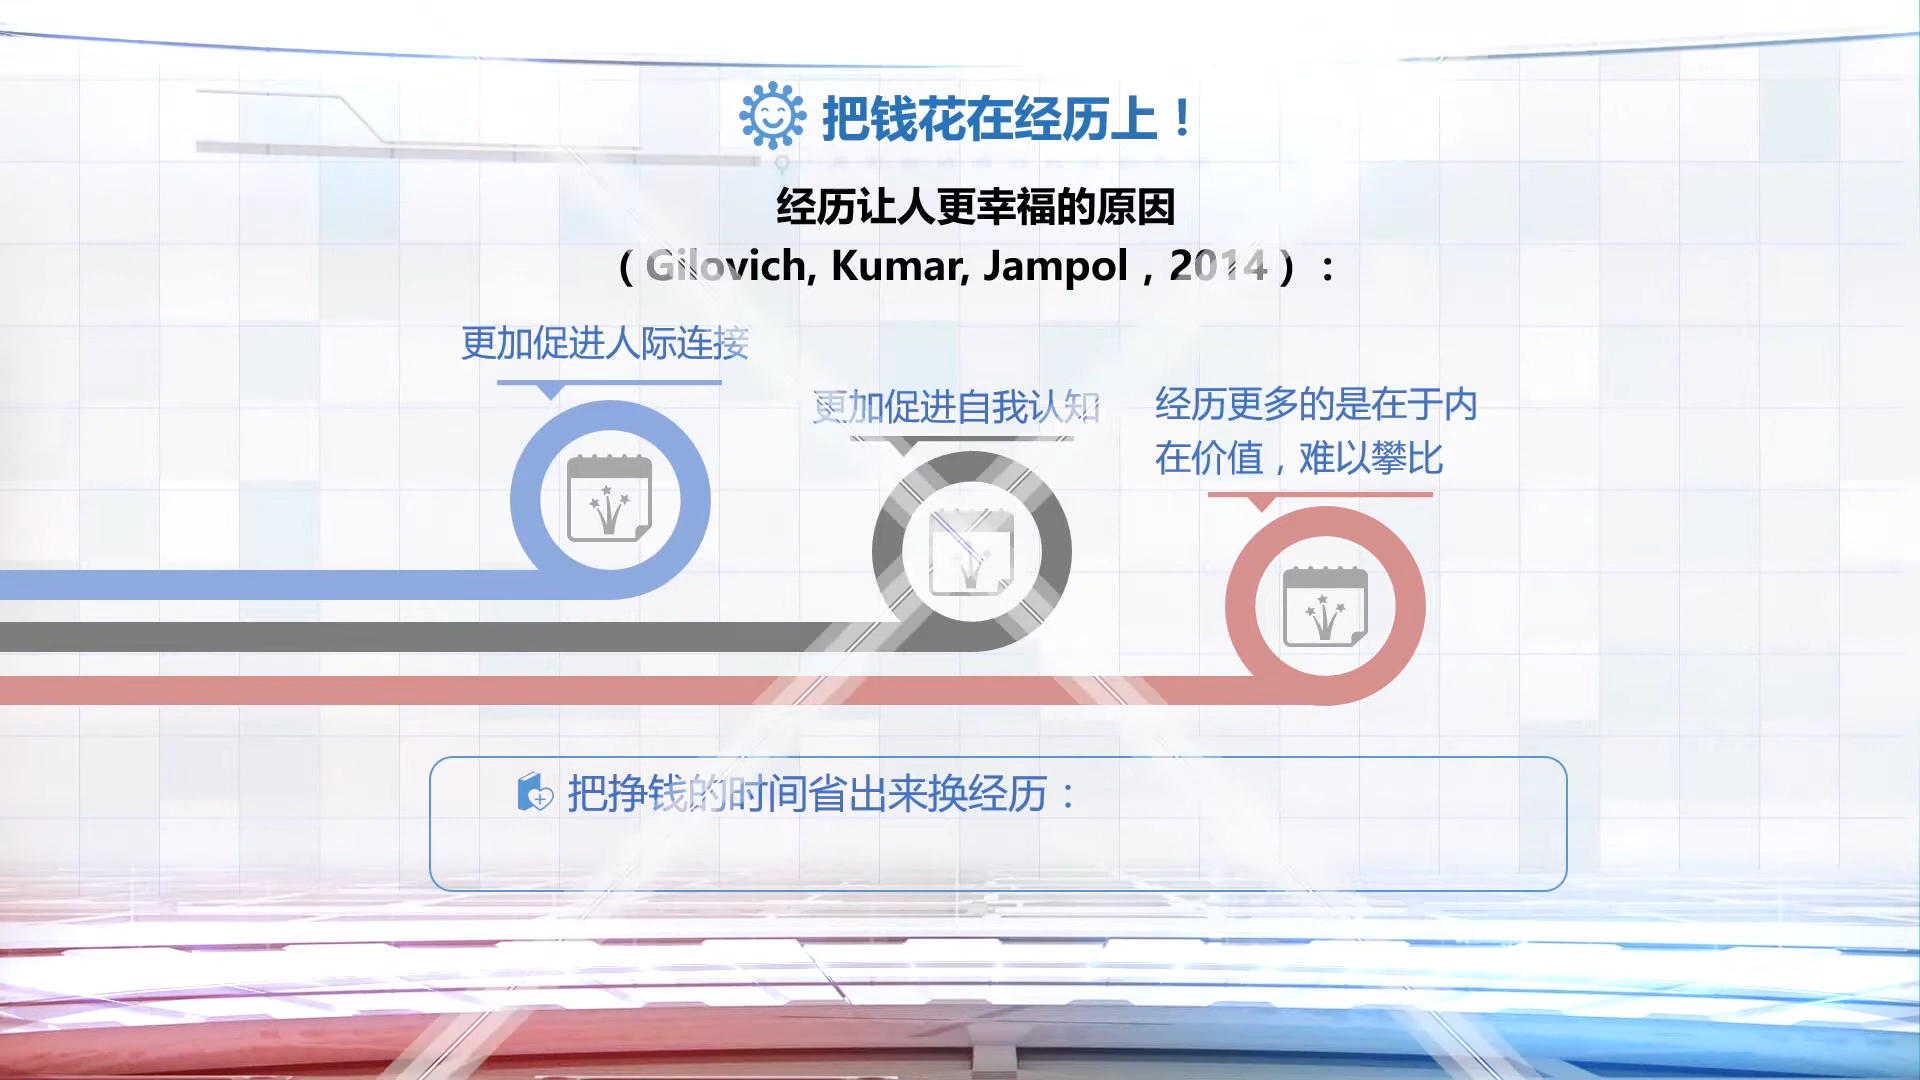 把钱花在经历上！
经历让人更幸福的原因
（Gilovich, Kumar, Jampol，2014）：
更加促进人际连接
更加促进自我认知
经历更多的是在于内
在价值，难以攀比
把挣钱的时间省出来换经历：